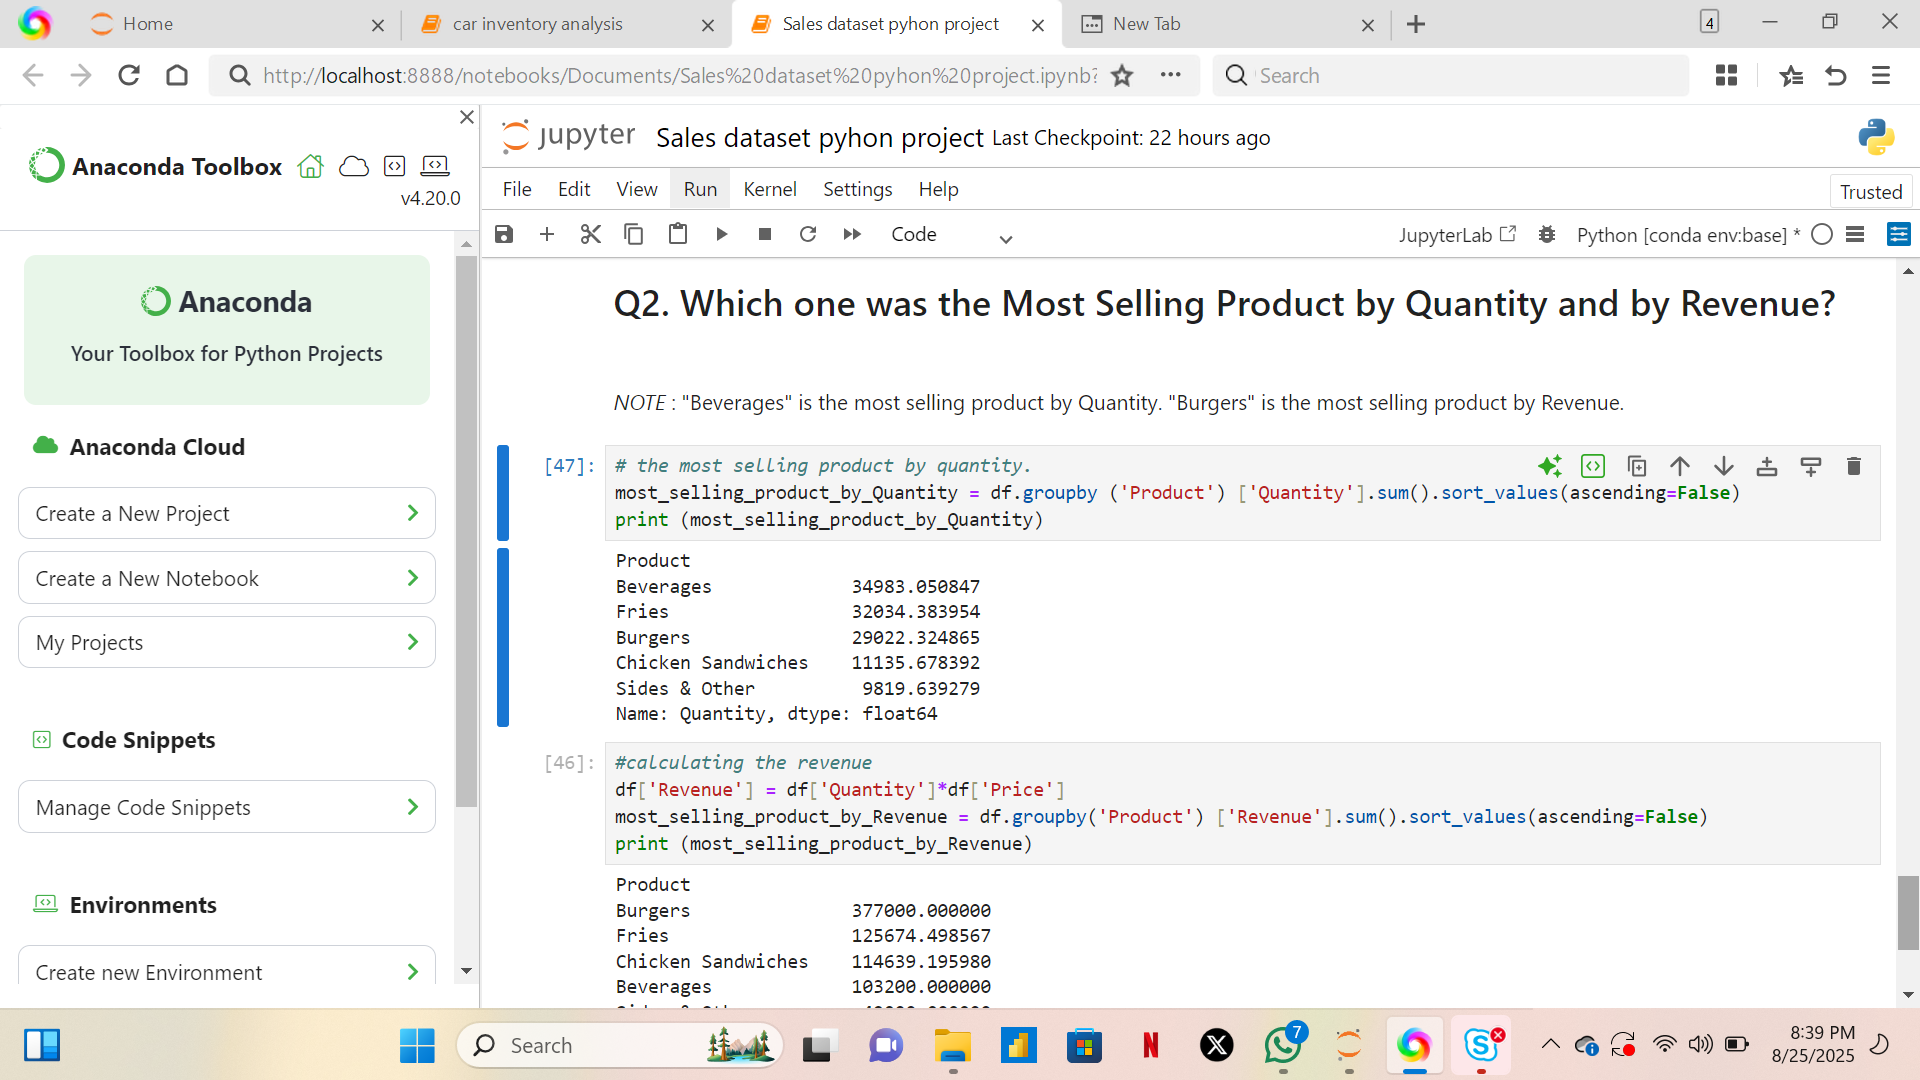 Home
car inventory analysis
Sales dataset pyhon project
New Tab
4
http://localhost:8888/notebooks/Documents/Sales%20dataset%20pyhon%20project.ipynb?
Search
Anaconda Toolbox
v4.20.0
Anaconda
Your Toolbox for Python Projects
Anaconda Cloud
Create a New Project
Create a New Notebook
My Projects
Code Snippets
Manage Code Snippets
Environments
Create new Environment
jupyter Sales dataset pyhon project Last Checkpoint: 22 hours ago
File Edit View Run Kernel Settings Help
Trusted
Code
JupyterLab
Python [conda env:base] *
Q2. Which one was the Most Selling Product by Quantity and by Revenue?
NOTE : "Beverages" is the most selling product by Quantity. "Burgers" is the most selling product by Revenue.
[47]: # the most selling product by quantity.
most_selling_product_by_Quantity = df.groupby ('Product') ['Quantity'].sum().sort_values(ascending=False)
print (most_selling_product_by_Quantity)
Product
Beverages 34983.050847
Fries 32034.383954
Burgers 29022.324865
Chicken Sandwiches 11135.678392
Sides & Other 9819.639279
Name: Quantity, dtype: float64
[46]: #calculating the revenue
df['Revenue'] = df['Quantity']*df['Price']
most_selling_product_by_Revenue = df.groupby('Product') ['Revenue'].sum().sort_values(ascending=False)
print (most_selling_product_by_Revenue)
Product
Burgers 377000.000000
Fries 125674.498567
Chicken Sandwiches 114639.195980
Beverages 103200.000000
Search
7
8:39 PM
8/25/2025